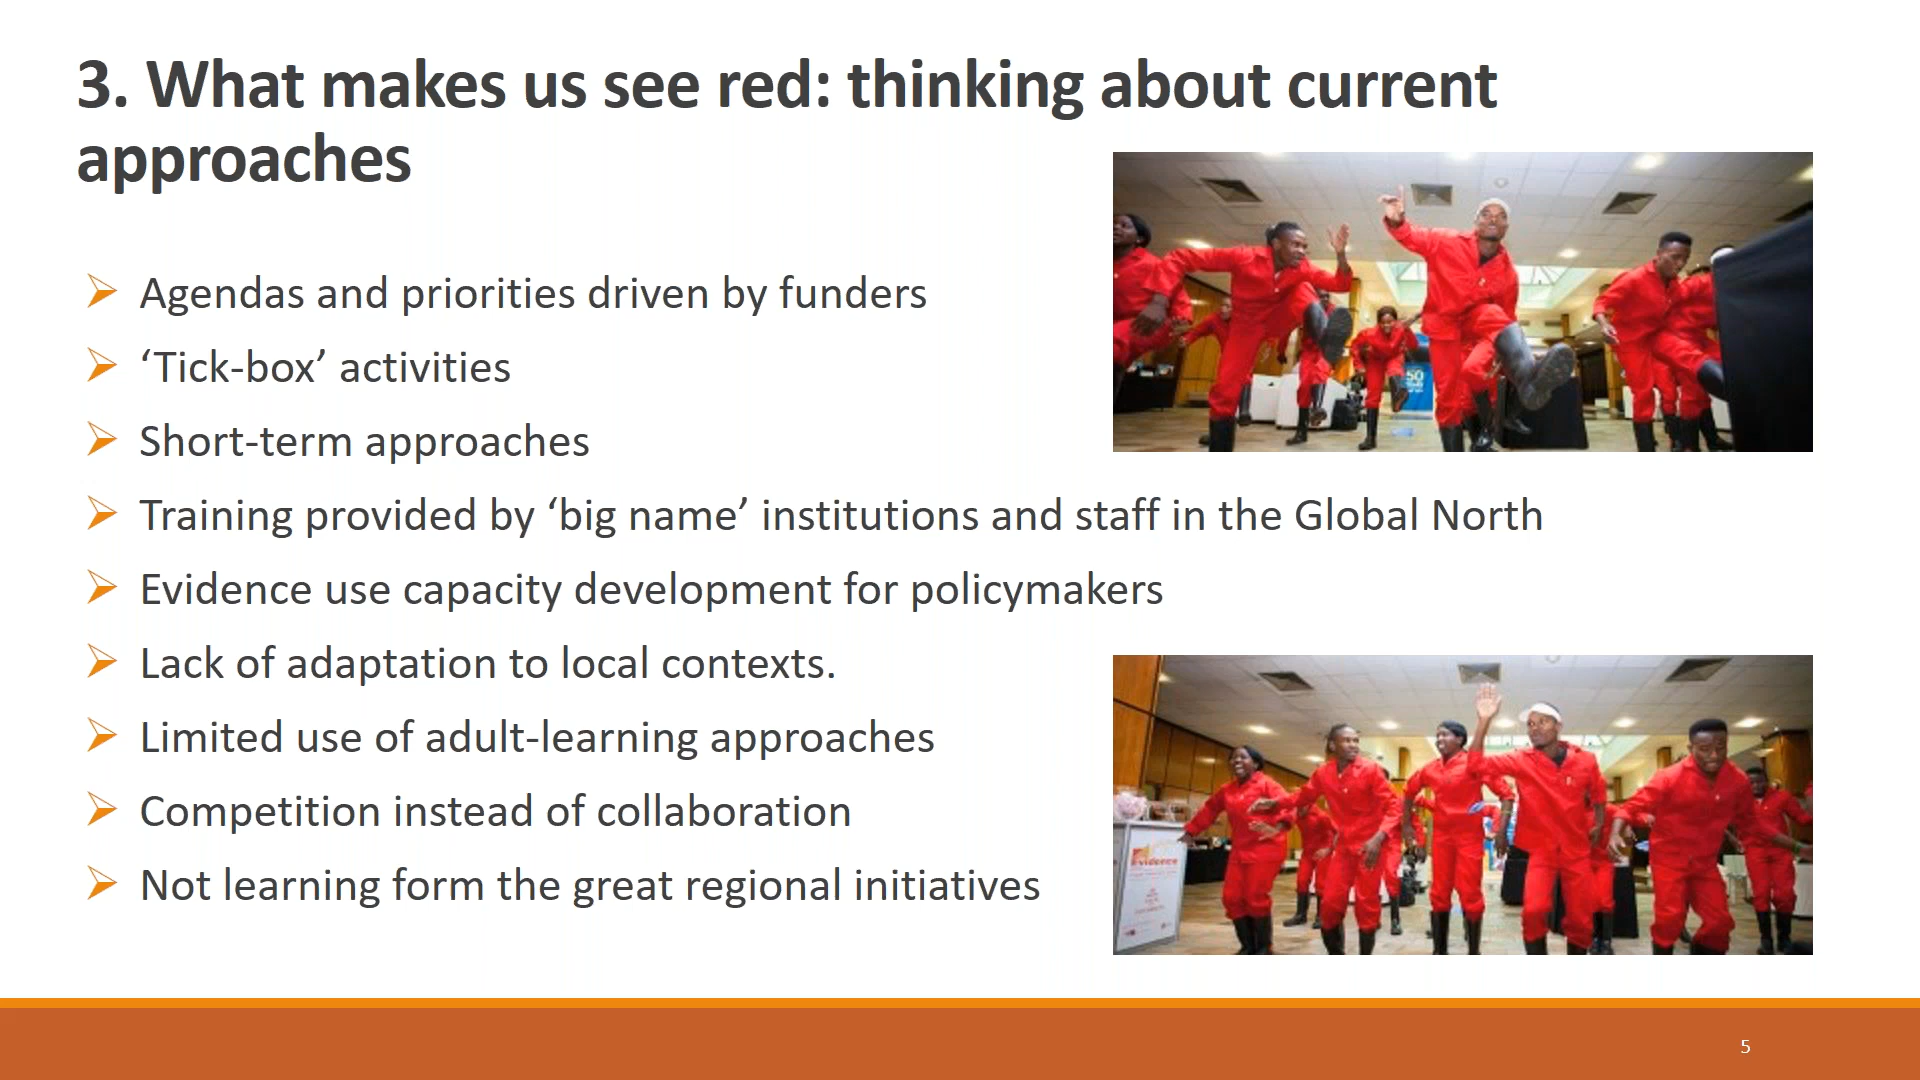 3. What makes us see red: thinking about current
approaches
Agendas and priorities driven by funders
‘Tick-box’ activities
Short-term approaches
Training provided by ‘big name’ institutions and staff in the Global North
Evidence use capacity development for policymakers
Lack of adaptation to local contexts.
Limited use of adult-learning approaches
Competition instead of collaboration
Not learning form the great regional initiatives
50
Evidence
5